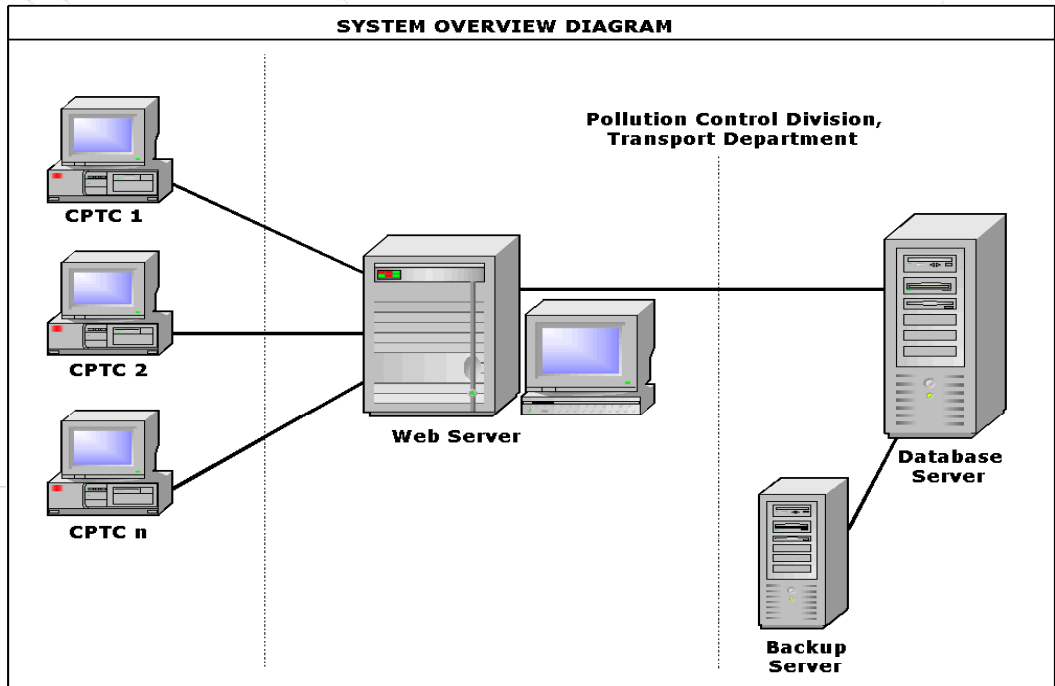 SYSTEM OVERVIEW DIAGRAM
Pollution Control Division,
Transport Department
CPTC 1
CPTC 2
CPTC n
Web Server
Database
Server
Backup
Server